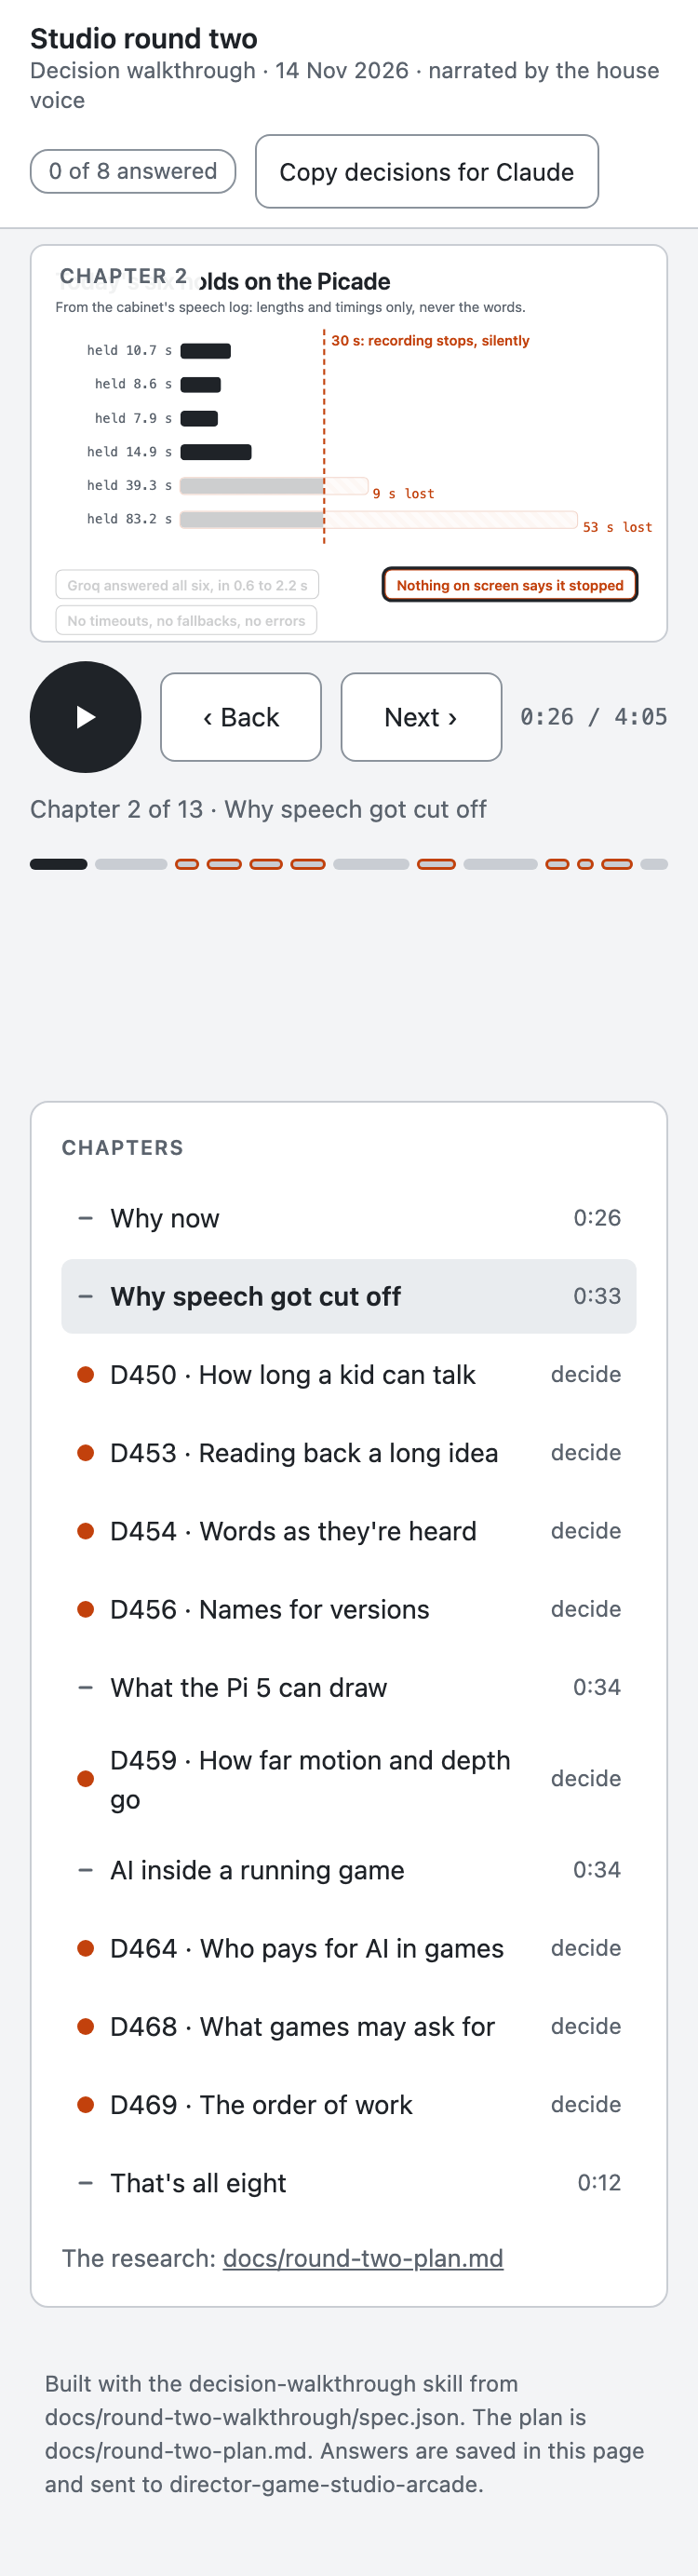 Studio round two
Decision walkthrough · 14 Nov 2026 · narrated by the house
voice
0 of 8 answered
Copy decisions for Claude
CHAPTER 2
olds on the Picade
From the cabinet's speech log: lengths and timings only, never the words.
30 s: recording stops, silently
held 10.7 s
held 8.6 s
held 7.9 s
held 14.9 s
held 39.3 s
9 s lost
held 83.2 s
53 s lost
Groq answered all six, in 0.6 to 2.2 s
Nothing on screen says it stopped
No timeouts, no fallbacks, no errors
‹ Back
Next ›
0:26 / 4:05
Chapter 2 of 13 · Why speech got cut off
CHAPTERS
– Why now 0:26
– Why speech got cut off 0:33
D450 · How long a kid can talk decide
D453 · Reading back a long idea decide
D454 · Words as they're heard decide
D456 · Names for versions decide
– What the Pi 5 can draw 0:34
D459 · How far motion and depth
go
decide
– AI inside a running game 0:34
D464 · Who pays for AI in games decide
D468 · What games may ask for decide
D469 · The order of work decide
– That's all eight 0:12
The research: docs/round-two-plan.md
Built with the decision-walkthrough skill from
docs/round-two-walkthrough/spec.json. The plan is
docs/round-two-plan.md. Answers are saved in this page
and sent to director-game-studio-arcade.